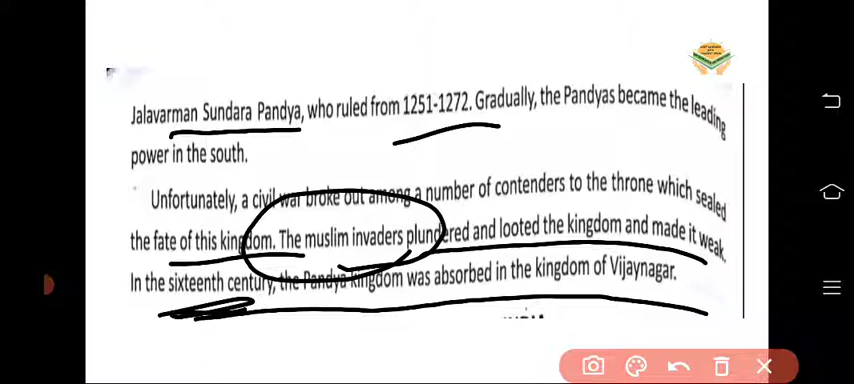 Jalavarman Sundara Pandya, who ruled from 1251-1272. Gradually, the Pandyas became the leading
power in the south.
Unfortunately, a civil war broke out among a number of contenders to the throne which sealed
the fate of this kingdom. The muslim invaders plundered and looted the kingdom and made it weak.
In the sixteenth century, the Pandya kingdom was absorbed in the kingdom of Vijaynagar.